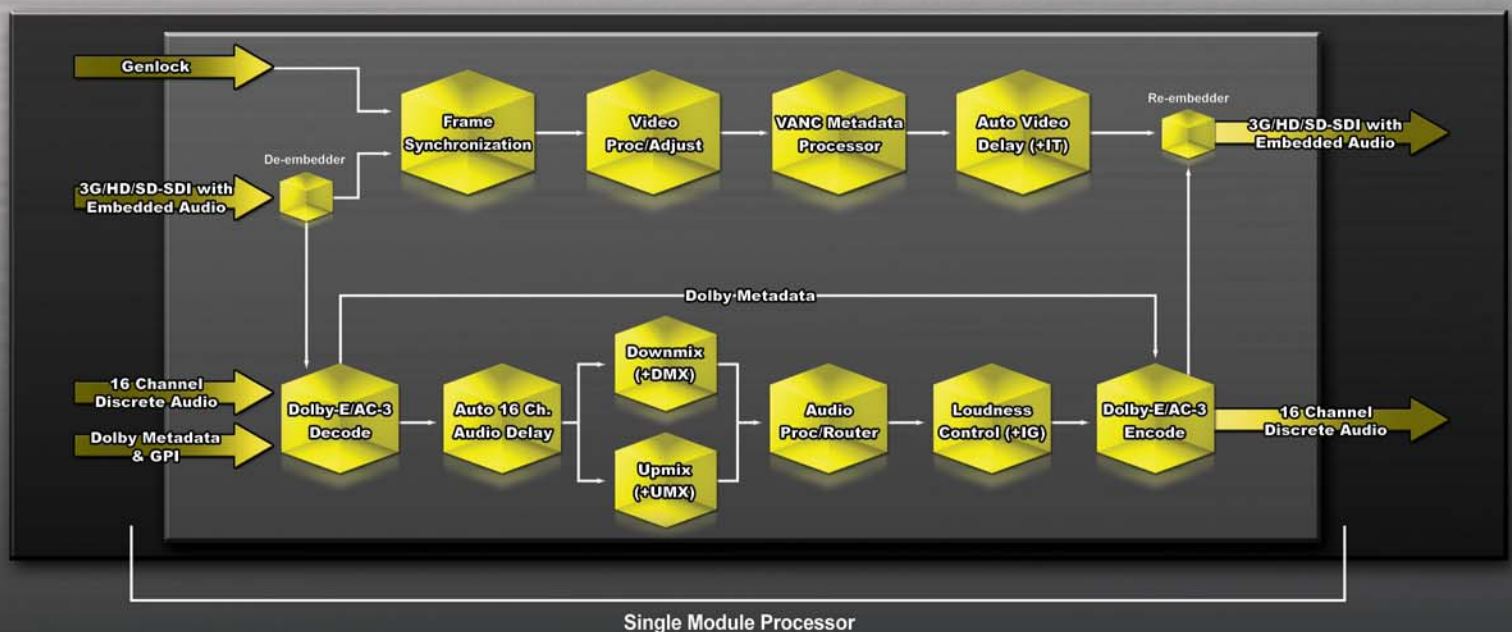 Genlock
Frame
Synchronization
Video
Proc/Adjust
VANC Metadata
Processor
Auto Video
Delay (+IT)
Re-embedder
3G/HD/SD-SDI with
Embedded Audio
De-embedder
3G/HD/SD-SDI with
Embedded Audio
Dolby Metadata
16 Channel
Discrete Audio
Dolby Metadata
& GPI
Dolby-E/AC-3
Decode
Auto 16 Ch.
Audio Delay
Downmix
(+DMX)
Upmix
(+UMX)
Audio
Proc/Router
Loudness
Control (+IG)
Dolby-E/AC-3
Encode
16 Channel
Discrete Audio
Single Module Processor